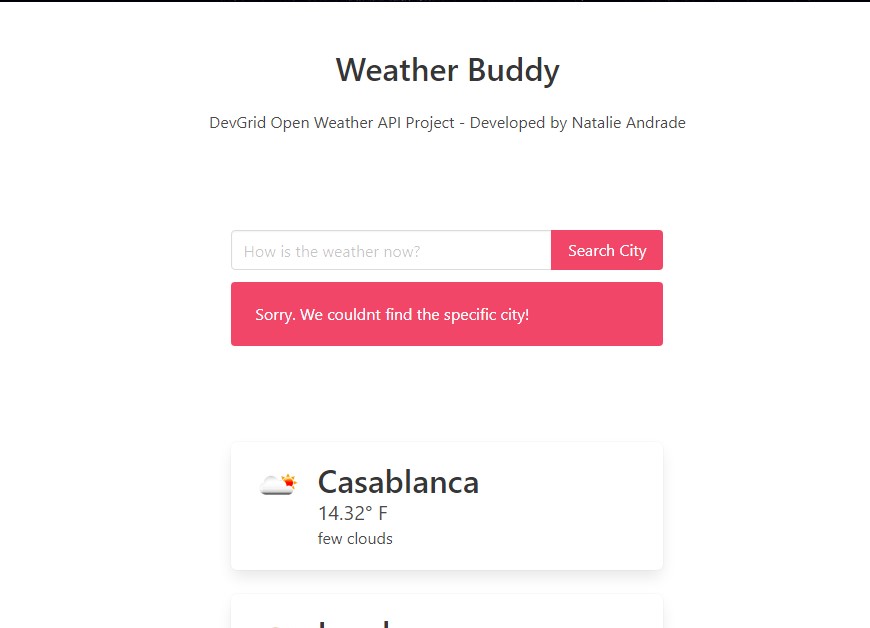 Weather Buddy
DevGrid Open Weather API Project - Developed by Natalie Andrade
How is the weather now?
Search City
Sorry. We couldnt find the specific city!
Casablanca
14.32° F
few clouds